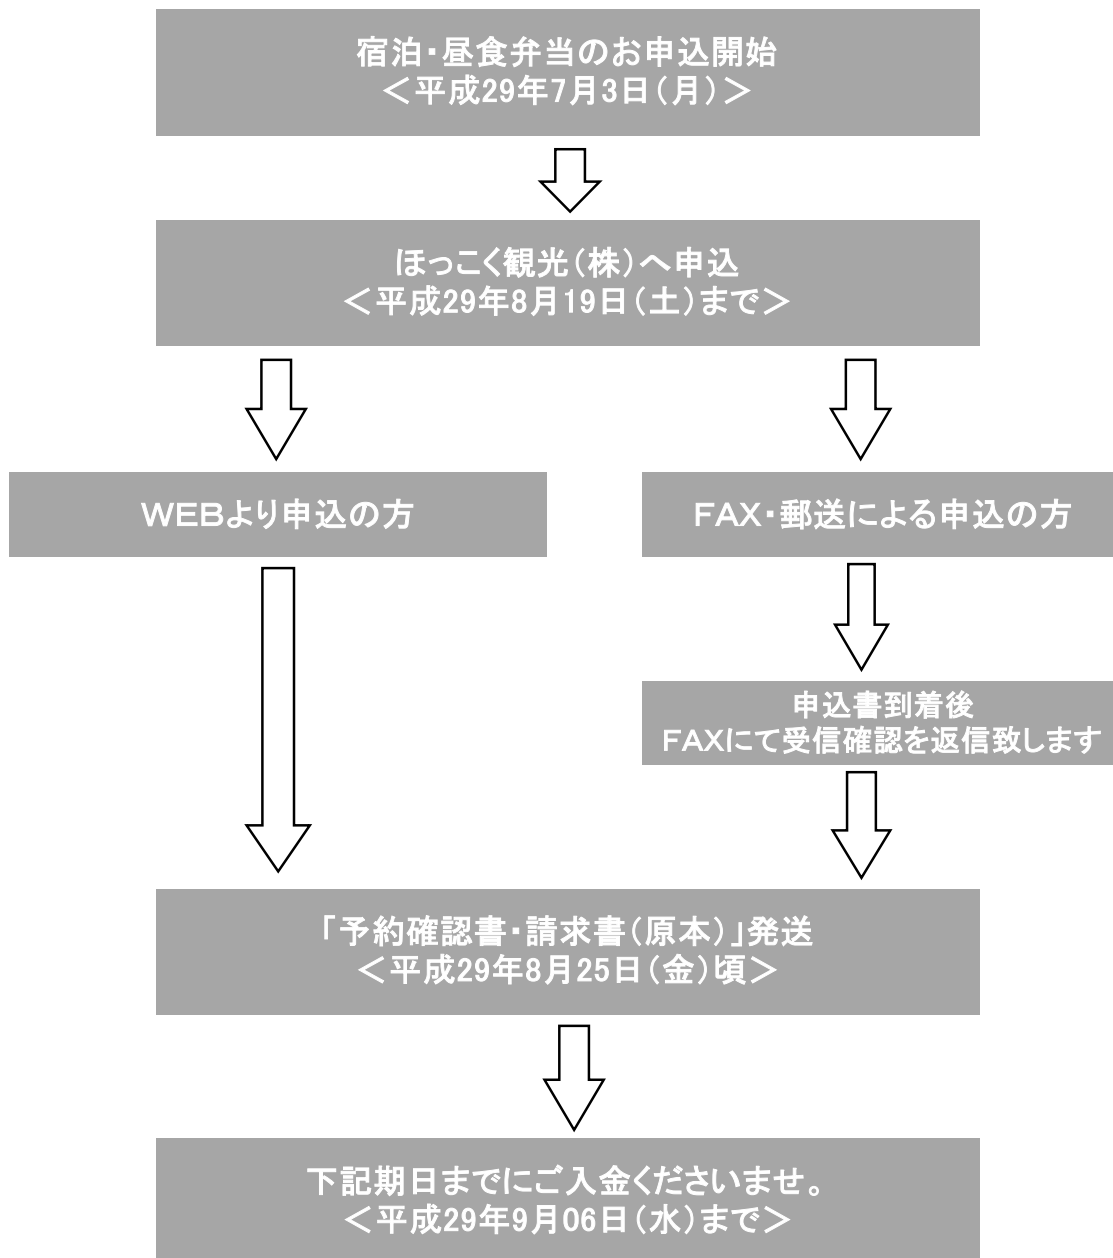 宿泊・昼食弁当のお申込開始
＜平成29年7月3日（月）＞
ほっこく観光（株）へ申込
＜平成29年8月19日（土）まで＞
ＷＥＢより申込の方
ＦＡＸ・郵送による申込の方
申込書到着後
ＦＡＸにて受信確認を返信致します
「予約確認書・請求書（原本）」発送
＜平成29年8月25日（金）頃＞
下記期日までにご入金くださいませ。
＜平成29年9月06日（水）まで＞